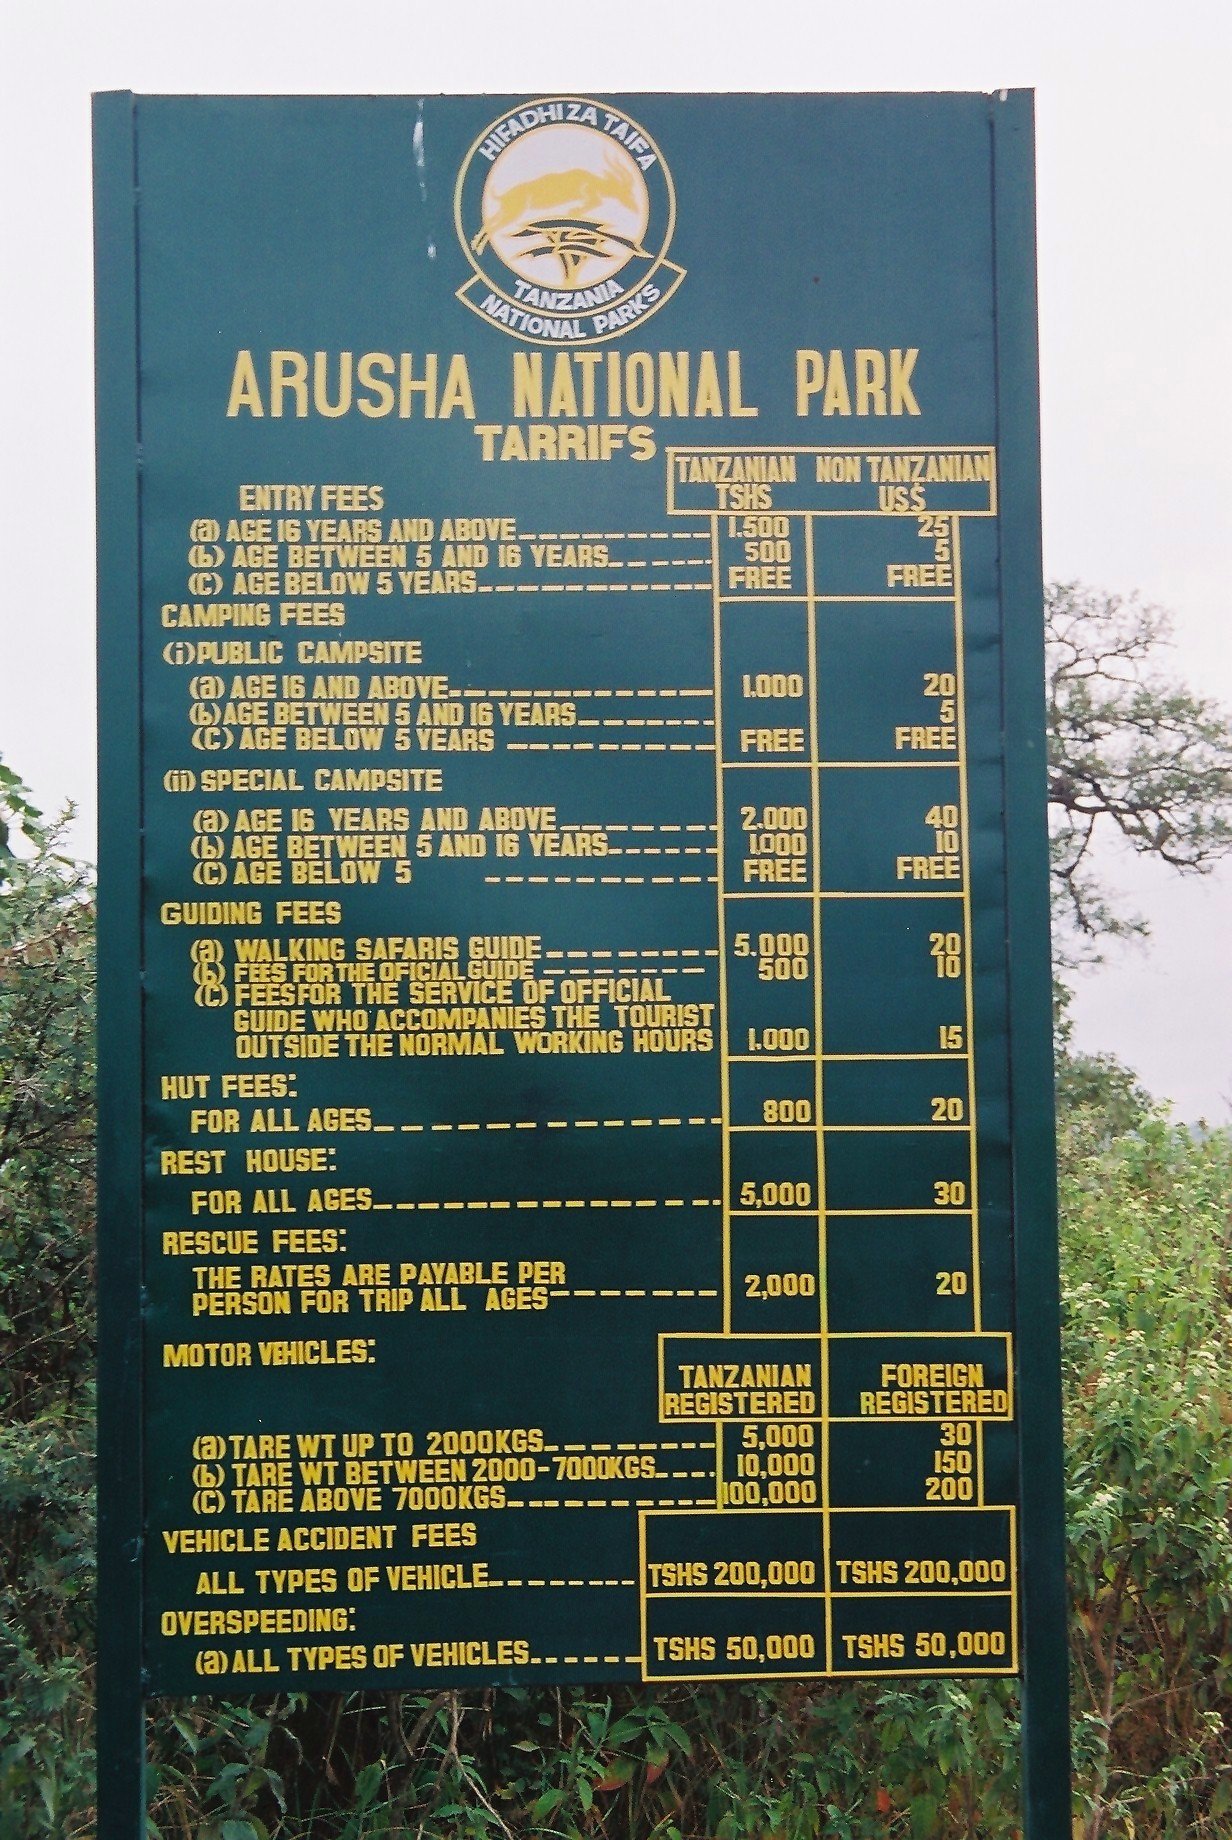 HIFADHI ZA TAIFA
TANZANIA
NATIONAL PARKS
ARUSHA NATIONAL PARK
TARRIFS
TANZANIAN NON TANZANIAN
TSHS US$
ENTRY FEES
(a) AGE 16 YEARS AND ABOVE 1.500 25
(b) AGE BETWEEN 5 AND 16 YEARS 500 5
(c) AGE BELOW 5 YEARS FREE FREE
CAMPING FEES
(i) PUBLIC CAMPSITE
(a) AGE 16 AND ABOVE 1.000 20
(b) AGE BETWEEN 5 AND 16 YEARS 5
(c) AGE BELOW 5 YEARS FREE FREE
(ii) SPECIAL CAMPSITE
(a) AGE 16 YEARS AND ABOVE 2.000 40
(b) AGE BETWEEN 5 AND 16 YEARS 1,000 10
(c) AGE BELOW 5 FREE FREE
GUIDING FEES
(a) WALKING SAFARIS GUIDE 5.000 20
(b) FEES FOR THE OFICIAL GUIDE 500 10
(c) FEES FOR THE SERVICE OF OFFICIAL
GUIDE WHO ACCOMPANIES THE TOURIST
OUTSIDE THE NORMAL WORKING HOURS 1.000 15
HUT FEES:
FOR ALL AGES 800 20
REST HOUSE:
FOR ALL AGES 5,000 30
RESCUE FEES:
THE RATES ARE PAYABLE PER
PERSON FOR TRIP ALL AGES 2,000 20
MOTOR VEHICLES:
TANZANIAN FOREIGN
REGISTERED REGISTERED
(a) TARE WT UP TO 2000KGS 5,000 30
(b) TARE WT BETWEEN 2000-7000KGS 10,000 150
(c) TARE ABOVE 7000KGS 100,000 200
VEHICLE ACCIDENT FEES
ALL TYPES OF VEHICLE TSHS 200,000 TSHS 200,000
OVERSPEEDING:
(a) ALL TYPES OF VEHICLES TSHS 50,000 TSHS 50,000